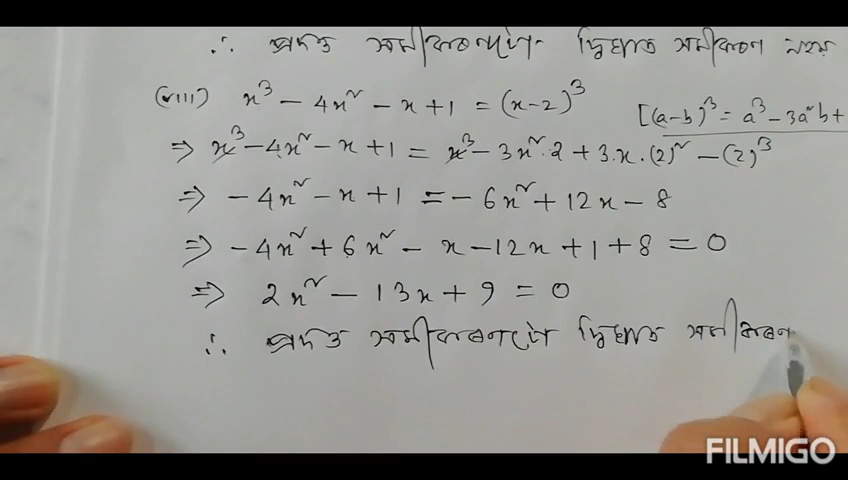 ∴ প্ৰদত্ত সমীকৰণটো দ্বিঘাত সমীকৰণ নহয়
(viii) x³ − 4x² − x + 1 = (x−2)³
[(a−b)³ = a³ − 3a²b +
⇒ x³ − 4x² − x + 1 = x³ − 3x²·2 + 3·x·(2)² − (2)³
⇒ −4x² − x + 1 = −6x² + 12x − 8
⇒ −4x² + 6x² − x − 12x + 1 + 8 = 0
⇒ 2x² − 13x + 9 = 0
∴ প্ৰদত্ত সমীকৰণটো দ্বিঘাত সমীকৰণ
FILMIGO